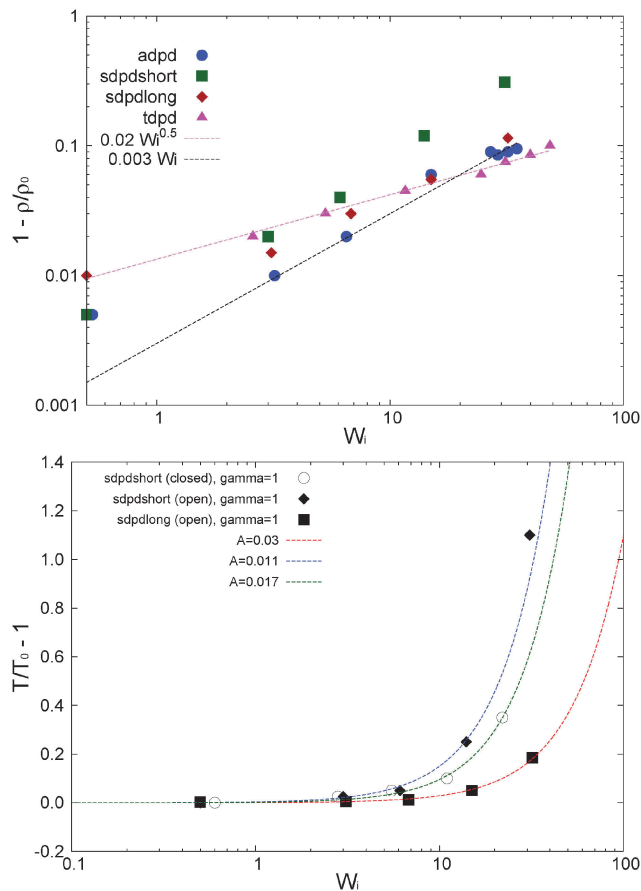 1
0.1
0.01
0.001
1 - ρ/ρ0
adpd
sdpdshort
sdpdlong
tdpd
0.02 Wi^0.5
0.003 Wi
1
10
100
Wi
1.4
1.2
1.0
0.8
0.6
0.4
0.2
0.0
-0.2
T/T0 - 1
sdpdshort (closed), gamma=1
sdpdshort (open), gamma=1
sdpdlong (open), gamma=1
A=0.03
A=0.011
A=0.017
0.1
1
10
100
Wi